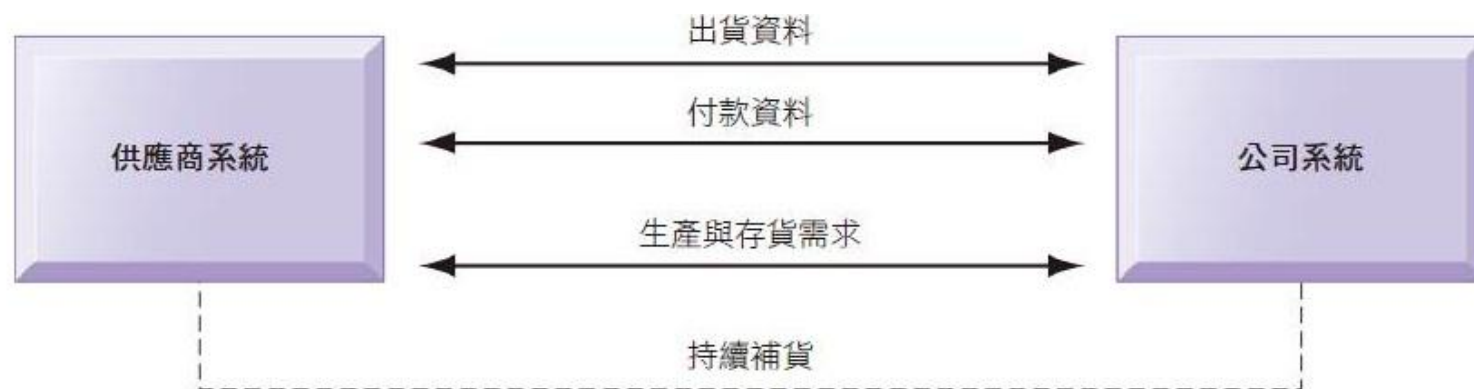 出貨資料
付款資料
供應商系統
公司系統
生產與存貨需求
持續補貨